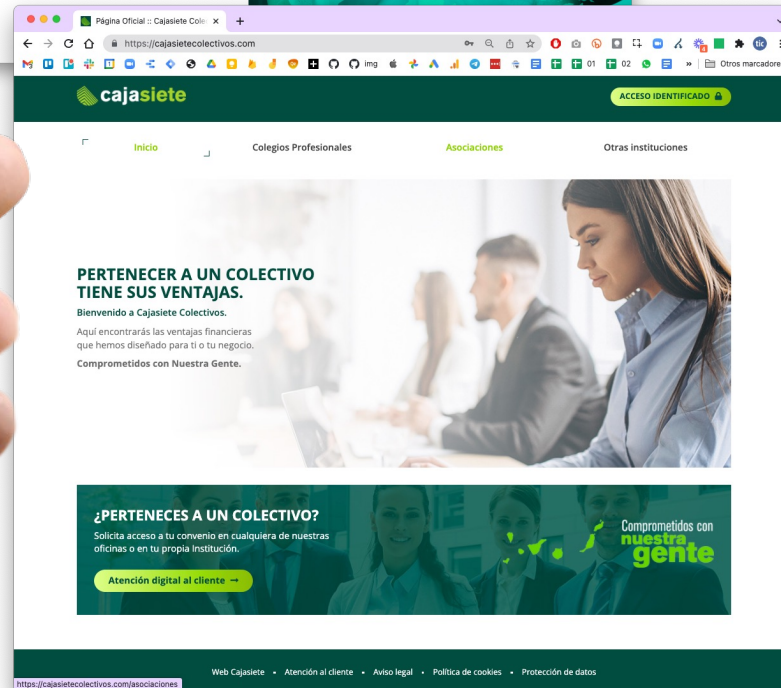 Página Oficial :: Cajasiete Cole
https://cajasietecolectivos.com
img
01
02
Otros marcadores
cajasiete
ACCESO IDENTIFICADO
Inicio
Colegios Profesionales
Asociaciones
Otras instituciones
PERTENECER A UN COLECTIVO
TIENE SUS VENTAJAS.
Bienvenido a Cajasiete Colectivos.
Aquí encontrarás las ventajas financieras
que hemos diseñado para ti o tu negocio.
Comprometidos con Nuestra Gente.
¿PERTENECES A UN COLECTIVO?
Solicita acceso a tu convenio en cualquiera de nuestras
oficinas o en tu propia Institución.
Atención digital al cliente →
Comprometidos con
nuestra
gente
Web Cajasiete • Atención al cliente • Aviso legal • Política de cookies • Protección de datos
https://cajasietecolectivos.com/asociaciones